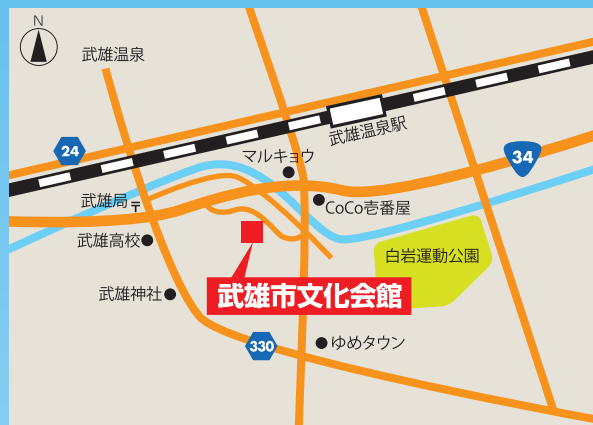 N
武雄温泉
武雄温泉駅
24
マルキョウ
34
武雄局〒
CoCo壱番屋
武雄高校
白岩運動公園
武雄神社
武雄市文化会館
330
ゆめタウン